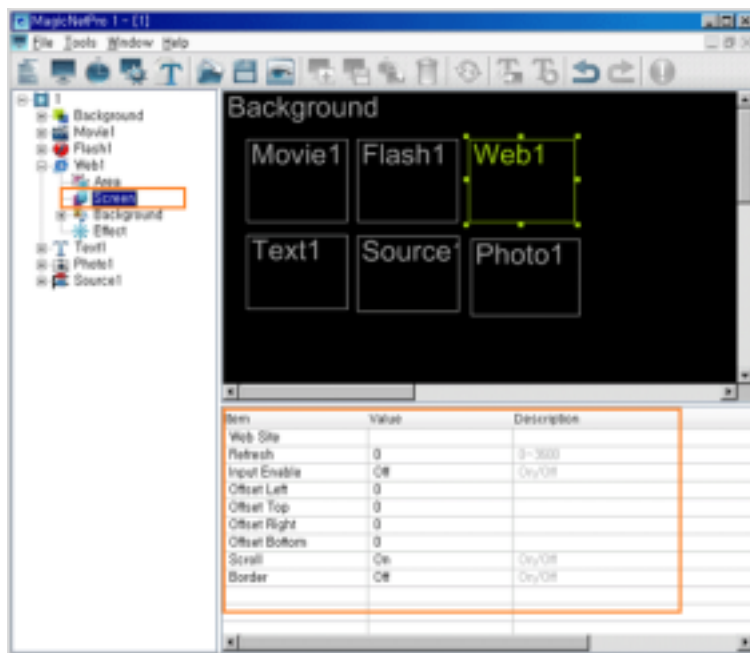 MagicNetPro 1 - [1]
File Tools Window Help
1
Background
Movie1
Flash1
Web1
Area
Screen
Background
Effect
Text1
Photo1
Source1
Background
Movie1 Flash1 Web1
Text1 Source Photo1
Item Value Description
Web Site
Refresh 0 0~3600
Input Enable Off On/Off
Offset Left 0
Offset Top 0
Offset Right 0
Offset Bottom 0
Scroll On On/Off
Border Off On/Off